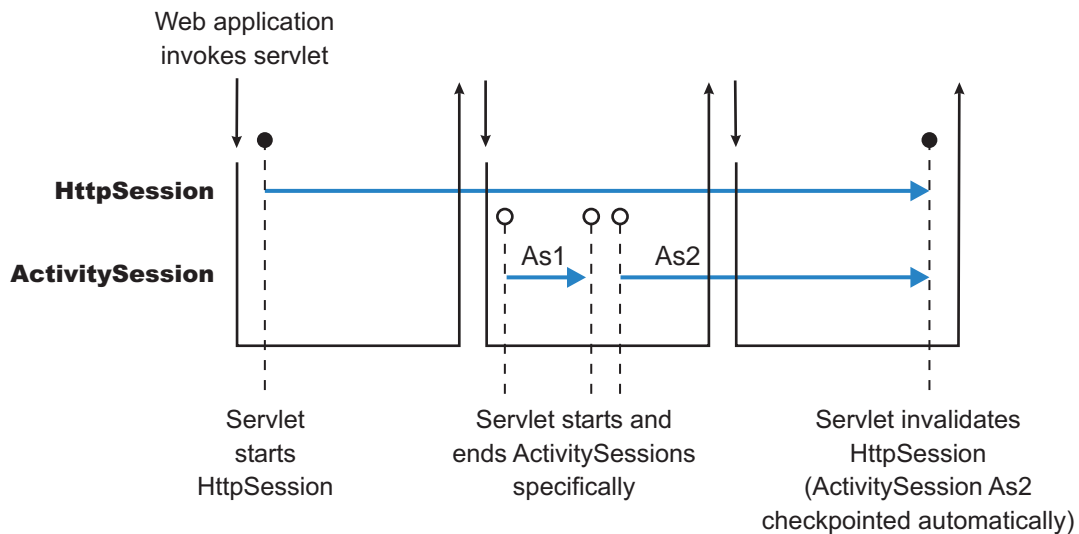 Web application
invokes servlet
HttpSession
ActivitySession
As1
As2
Servlet
starts
HttpSession
Servlet starts and
ends ActivitySessions
specifically
Servlet invalidates
HttpSession
(ActivitySession As2
checkpointed automatically)